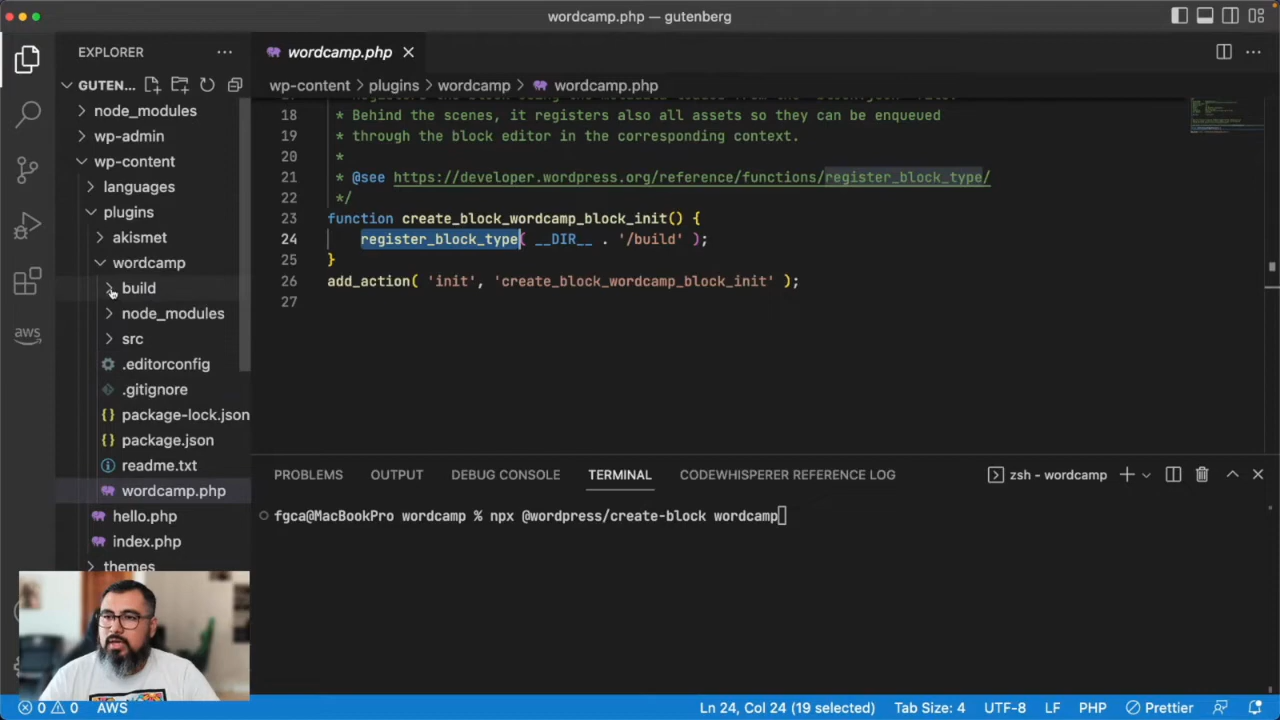 wordcamp.php — gutenberg
EXPLORER
GUTEN...
node_modules
wp-admin
wp-content
languages
plugins
akismet
wordcamp
build
node_modules
src
.editorconfig
.gitignore
package-lock.json
package.json
readme.txt
wordcamp.php
hello.php
index.php
themes
aws
wordcamp.php
wp-content > plugins > wordcamp > wordcamp.php
18 * Behind the scenes, it registers also all assets so they can be enqueued
19 * through the block editor in the corresponding context.
20 *
21 * @see https://developer.wordpress.org/reference/functions/register_block_type/
22 */
23 function create_block_wordcamp_block_init() {
24 register_block_type( __DIR__ . '/build' );
25 }
26 add_action( 'init', 'create_block_wordcamp_block_init' );
27
PROBLEMS OUTPUT DEBUG CONSOLE TERMINAL CODEWHISPERER REFERENCE LOG zsh - wordcamp
fgca@MacBookPro wordcamp % npx @wordpress/create-block wordcamp
0 0 AWS Ln 24, Col 24 (19 selected) Tab Size: 4 UTF-8 LF PHP Prettier